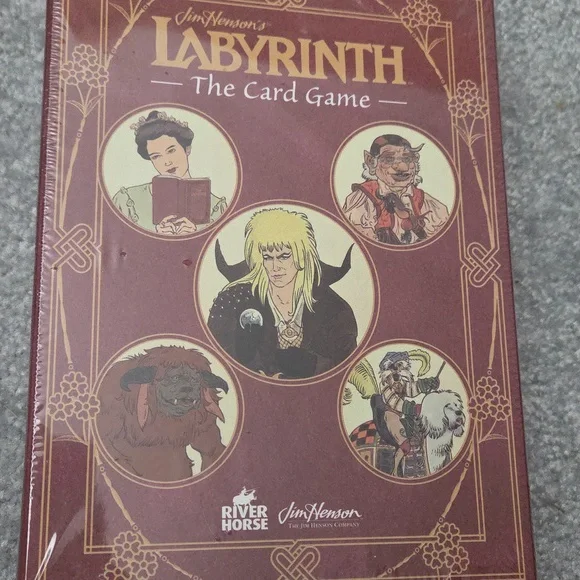 Jim Henson's
LABYRINTH
The Card Game
RIVER
HORSE
Jim Henson
THE JIM HENSON COMPANY